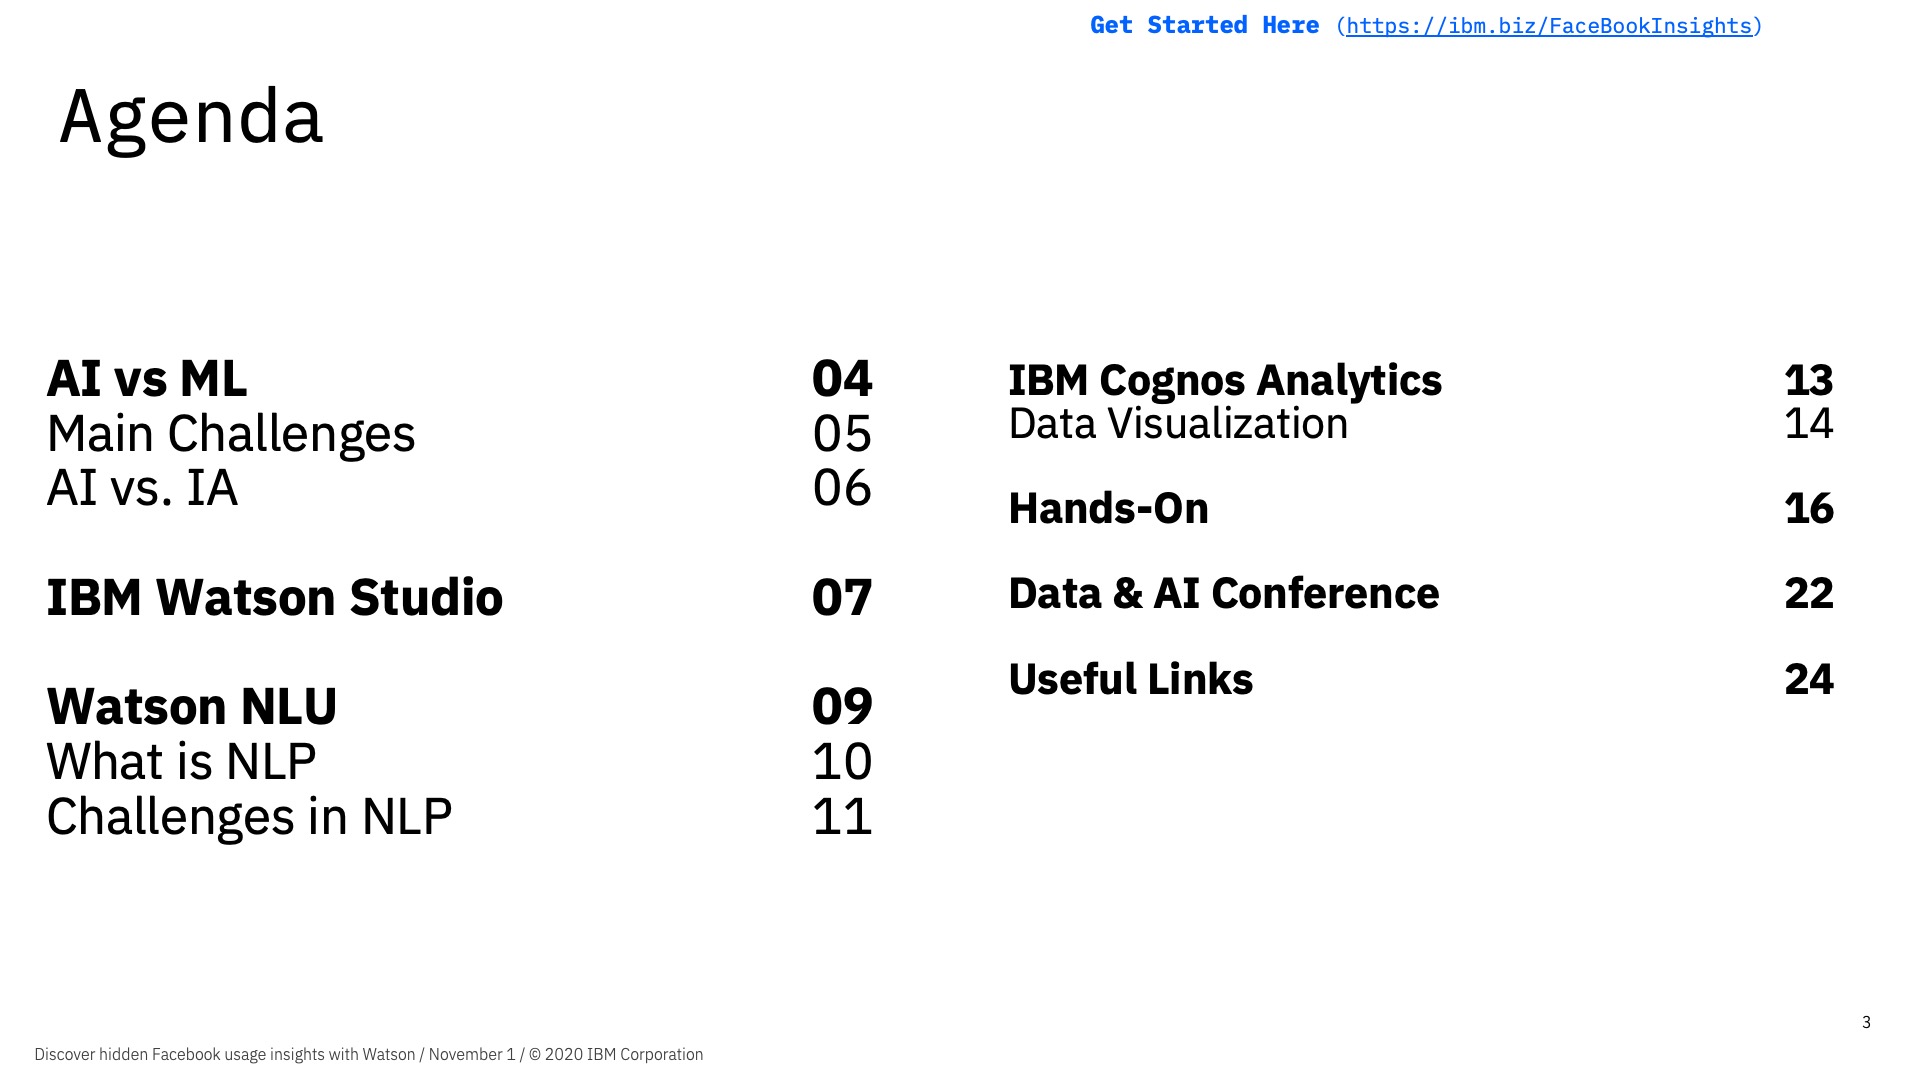 Get Started Here (https://ibm.biz/FaceBookInsights)
Agenda
AI vs ML 04
Main Challenges 05
AI vs. IA 06
IBM Watson Studio 07
Watson NLU 09
What is NLP 10
Challenges in NLP 11
IBM Cognos Analytics 13
Data Visualization 14
Hands-On 16
Data & AI Conference 22
Useful Links 24
3
Discover hidden Facebook usage insights with Watson / November 1 / © 2020 IBM Corporation